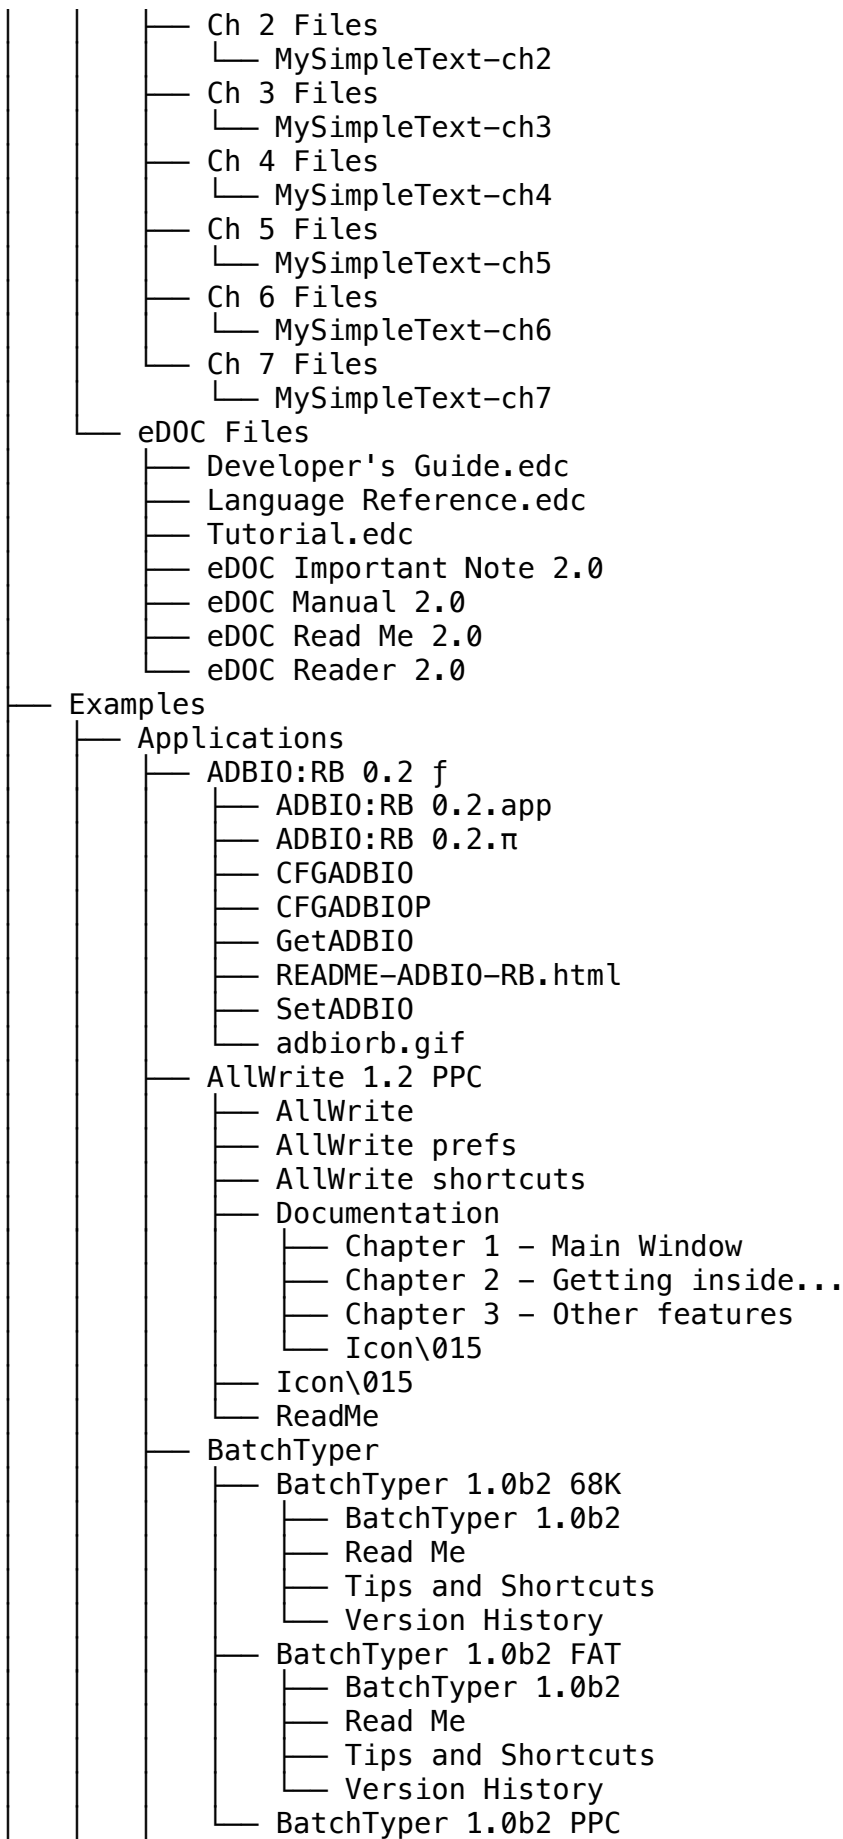 │   │   ├── Ch 2 Files
│   │   │   └── MySimpleText-ch2
│   │   ├── Ch 3 Files
│   │   │   └── MySimpleText-ch3
│   │   ├── Ch 4 Files
│   │   │   └── MySimpleText-ch4
│   │   ├── Ch 5 Files
│   │   │   └── MySimpleText-ch5
│   │   ├── Ch 6 Files
│   │   │   └── MySimpleText-ch6
│   │   └── Ch 7 Files
│   │       └── MySimpleText-ch7
│   └── eDOC Files
│       ├── Developer's Guide.edc
│       ├── Language Reference.edc
│       ├── Tutorial.edc
│       ├── eDOC Important Note 2.0
│       ├── eDOC Manual 2.0
│       ├── eDOC Read Me 2.0
│       └── eDOC Reader 2.0
├── Examples
│   ├── Applications
│   │   ├── ADBIO:RB 0.2 ƒ
│   │   │   ├── ADBIO:RB 0.2.app
│   │   │   ├── ADBIO:RB 0.2.π
│   │   │   ├── CFGADBIO
│   │   │   ├── CFGADBIOP
│   │   │   ├── GetADBIO
│   │   │   ├── README-ADBIO-RB.html
│   │   │   ├── SetADBIO
│   │   │   └── adbiorb.gif
│   │   ├── AllWrite 1.2 PPC
│   │   │   ├── AllWrite
│   │   │   ├── AllWrite prefs
│   │   │   ├── AllWrite shortcuts
│   │   │   ├── Documentation
│   │   │   │   ├── Chapter 1 - Main Window
│   │   │   │   ├── Chapter 2 - Getting inside...
│   │   │   │   ├── Chapter 3 - Other features
│   │   │   │   └── Icon\015
│   │   │   ├── Icon\015
│   │   │   └── ReadMe
│   │   ├── BatchTyper
│   │   │   ├── BatchTyper 1.0b2 68K
│   │   │   │   ├── BatchTyper 1.0b2
│   │   │   │   ├── Read Me
│   │   │   │   ├── Tips and Shortcuts
│   │   │   │   └── Version History
│   │   │   ├── BatchTyper 1.0b2 FAT
│   │   │   │   ├── BatchTyper 1.0b2
│   │   │   │   ├── Read Me
│   │   │   │   ├── Tips and Shortcuts
│   │   │   │   └── Version History
│   │   │   └── BatchTyper 1.0b2 PPC